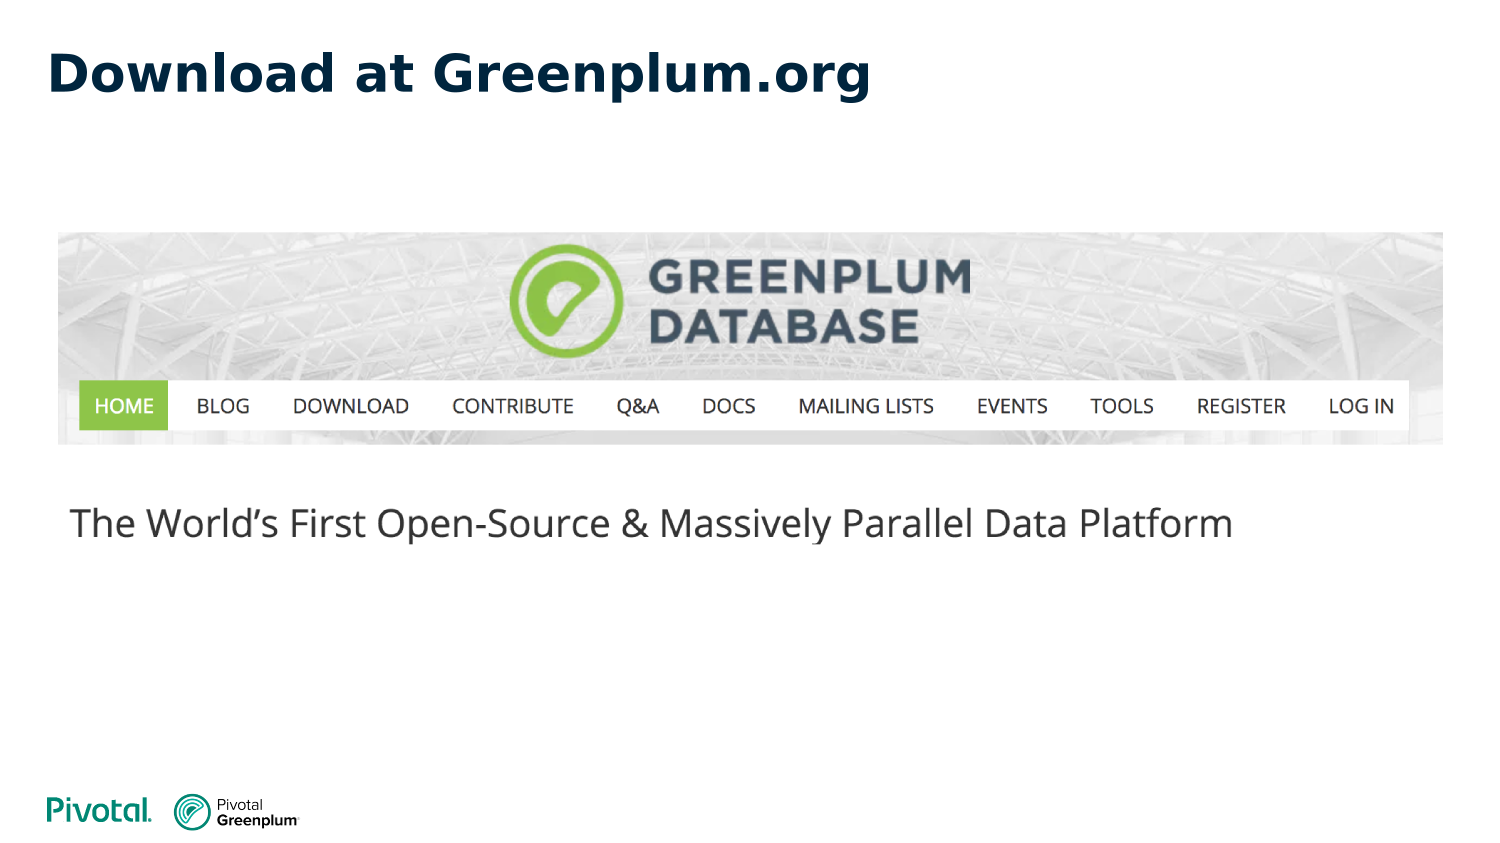 Download at Greenplum.org
GREENPLUM
DATABASE
HOME BLOG DOWNLOAD CONTRIBUTE Q&A DOCS MAILING LISTS EVENTS TOOLS REGISTER LOG IN
The World’s First Open-Source & Massively Parallel Data Platform
Pivotal.
Pivotal
Greenplum